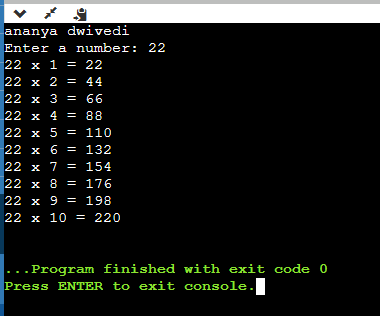 ananya dwivedi
Enter a number: 22
22 x 1 = 22
22 x 2 = 44
22 x 3 = 66
22 x 4 = 88
22 x 5 = 110
22 x 6 = 132
22 x 7 = 154
22 x 8 = 176
22 x 9 = 198
22 x 10 = 220
...Program finished with exit code 0
Press ENTER to exit console.